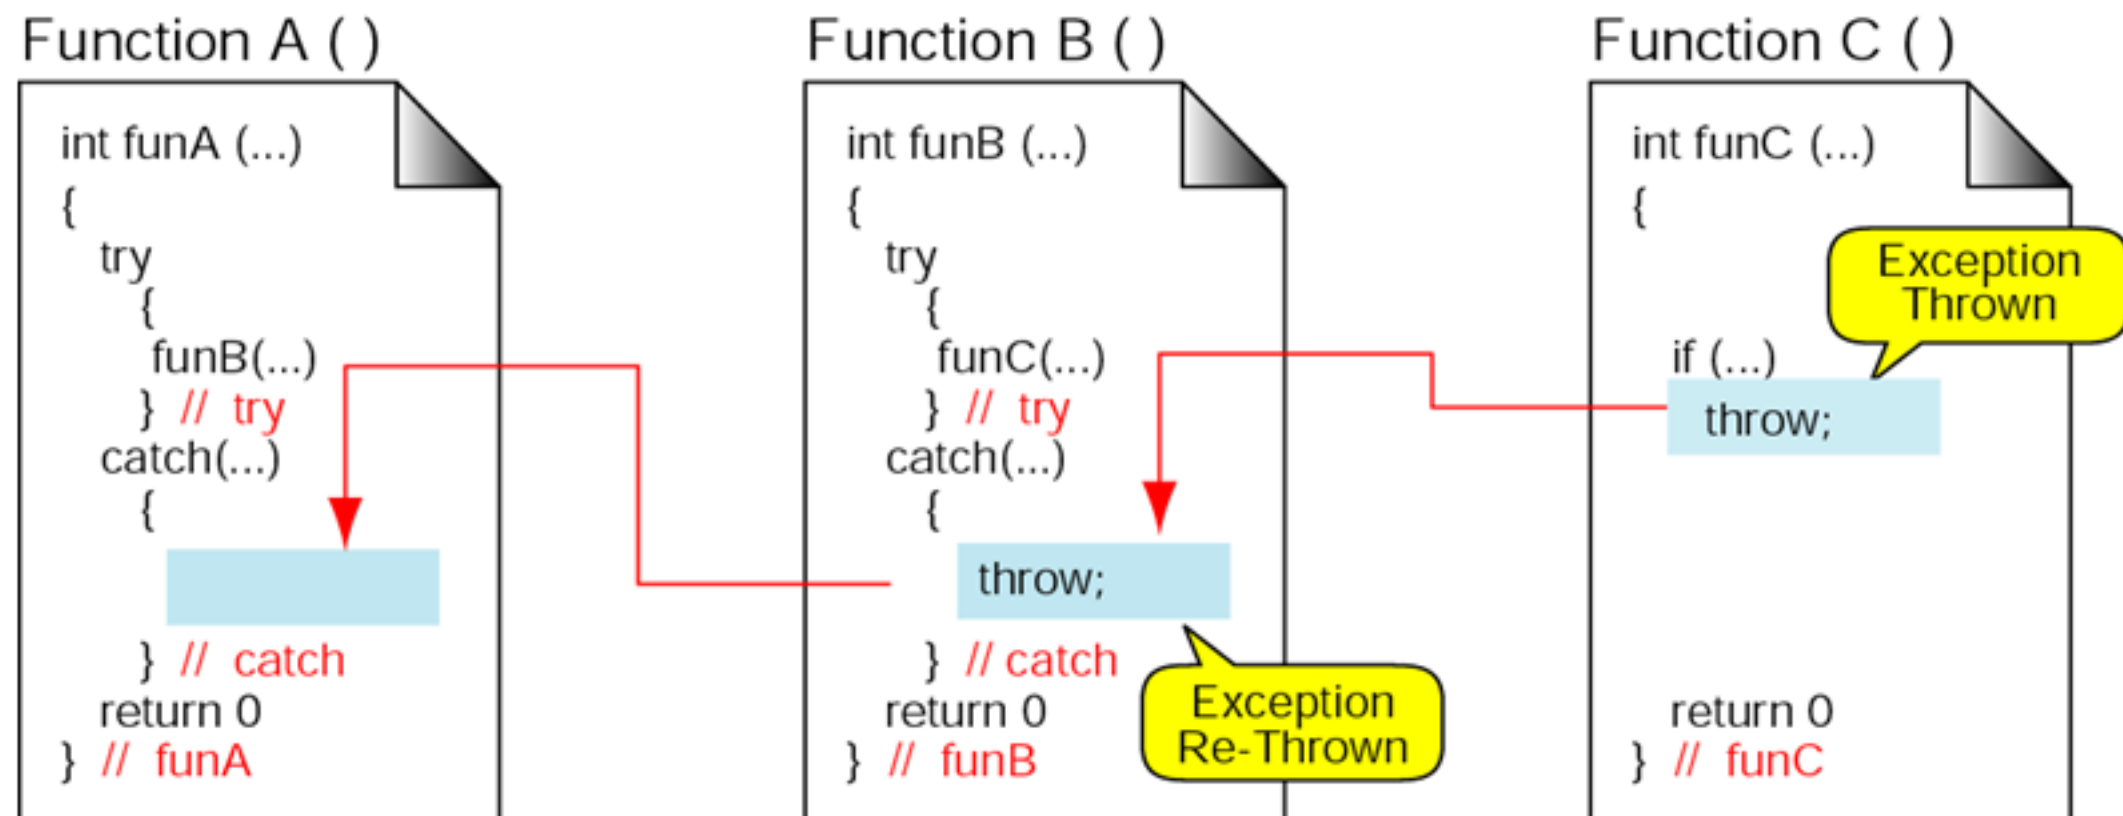 Function A ( )
int funA (...)
{
try
{
funB(...)
} // try
catch(...)
{
} // catch
return 0
} // funA
Function B ( )
int funB (...)
{
try
{
funC(...)
} // try
catch(...)
{
throw;
} // catch
return 0
} // funB
Exception
Re-Thrown
Function C ( )
int funC (...)
{
Exception
Thrown
if (...)
throw;
return 0
} // funC